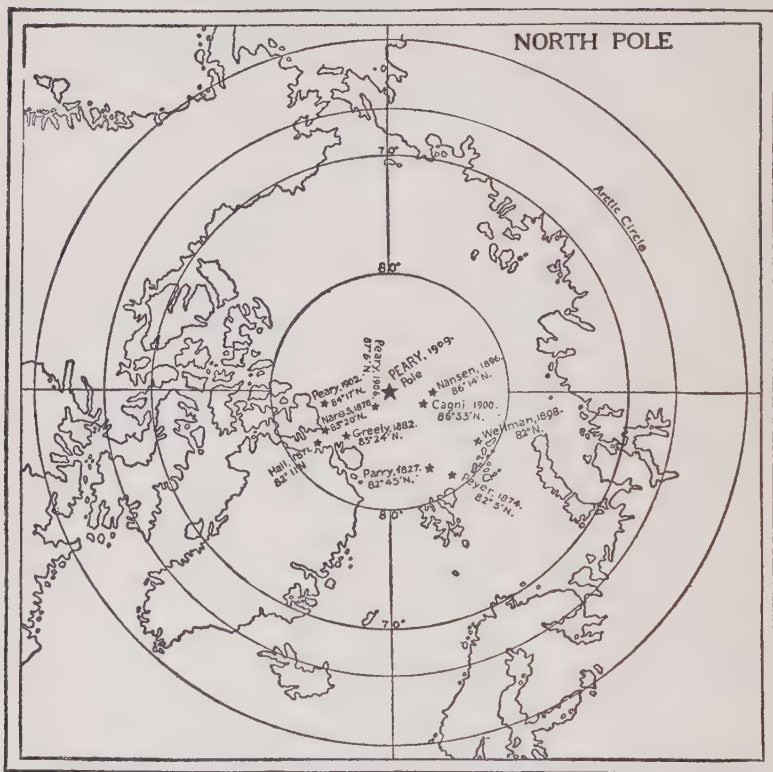 NORTH POLE
Arctic Circle
70°
80°
PEARY, 1909.
Pole
Peary, 1906.
87°6'N.
Peary, 1902.
84°17'N.
Nansen, 1896.
86°14'N.
Cagni 1900.
86°33'N.
Nares, 1876.
83°20'N.
Greely, 1882.
83°24'N.
Wellman, 1898.
82°N.
Hall, 1871.
82°11'N
Parry, 1827.
82°45'N.
Payer, 1874.
82°5'N.
80°
70°